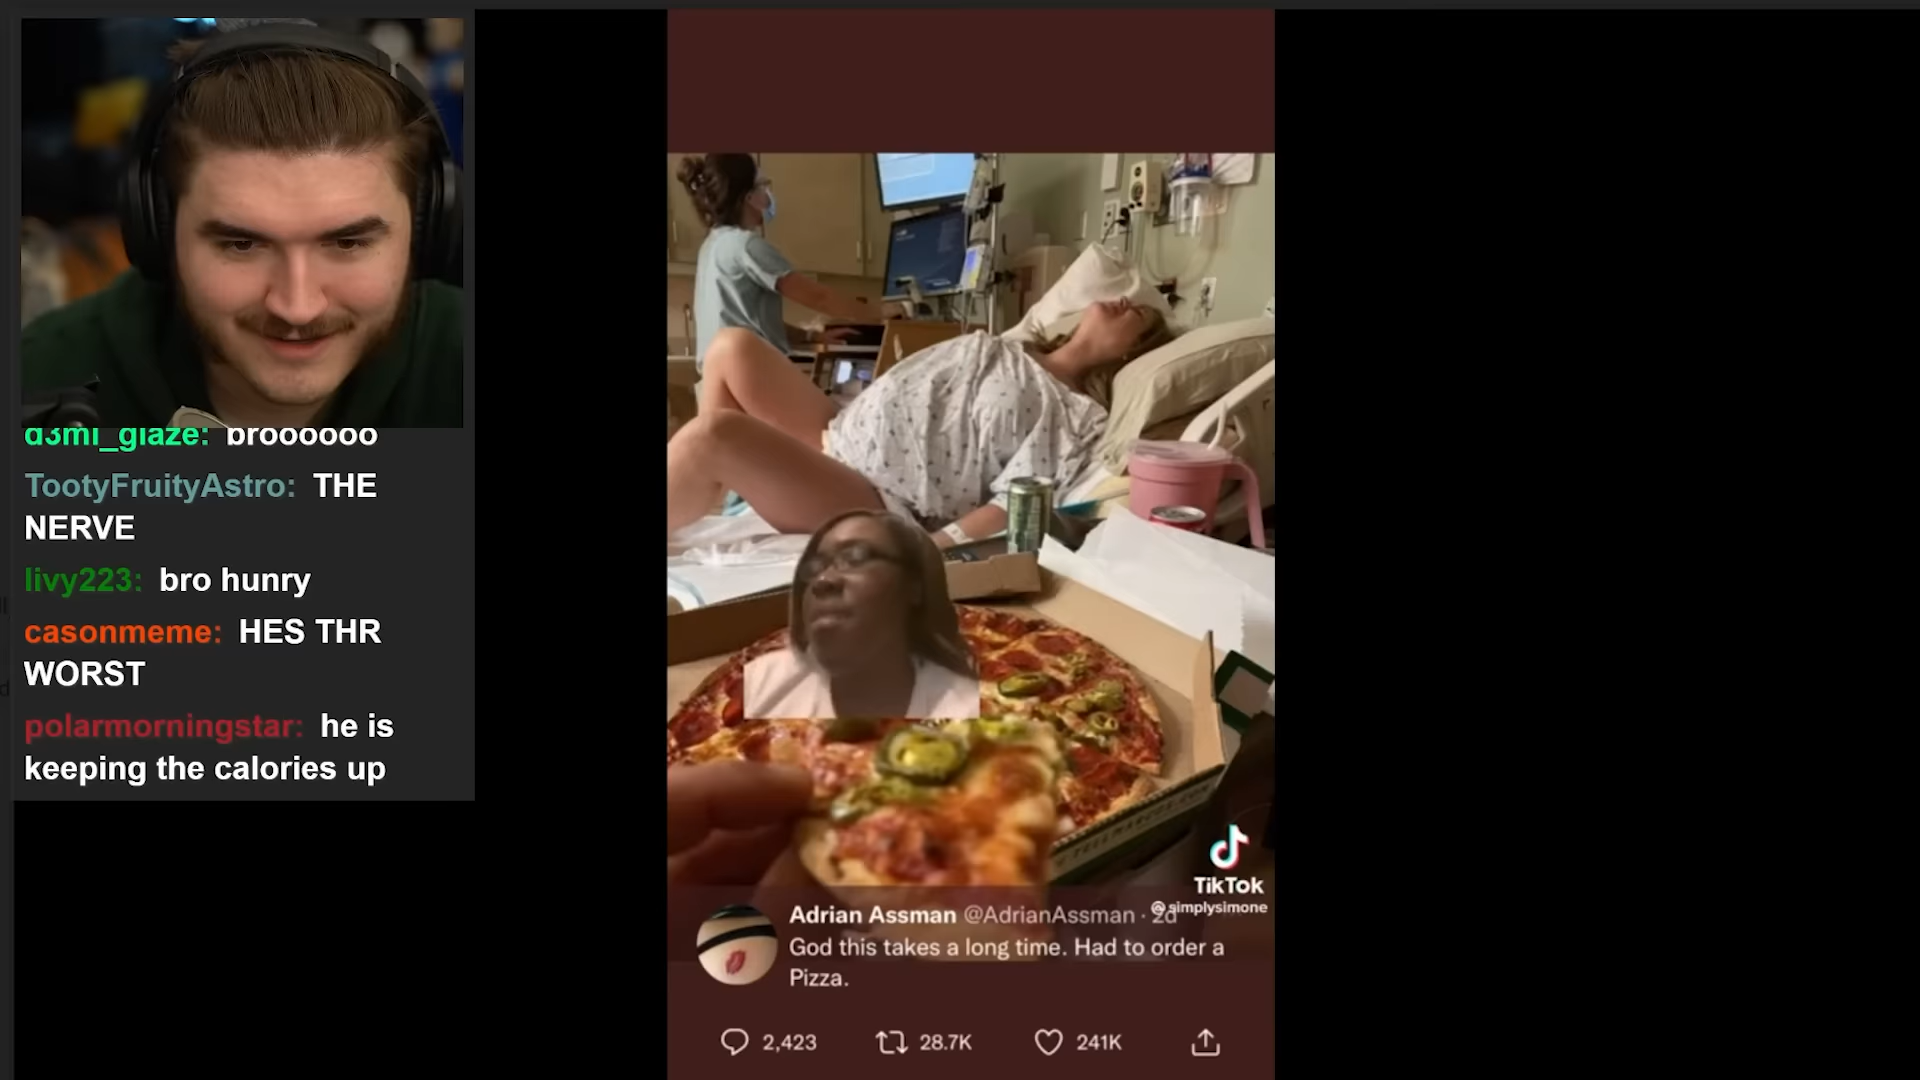 d3mi_glaze: broooooo
TootyFruityAstro: THE
NERVE
livy223: bro hunry
casonmeme: HES THR
WORST
polarmorningstar: he is
keeping the calories up
TikTok
@simplysimone
Adrian Assman @AdrianAssman · 2d
God this takes a long time. Had to order a
Pizza.
2,423 28.7K 241K